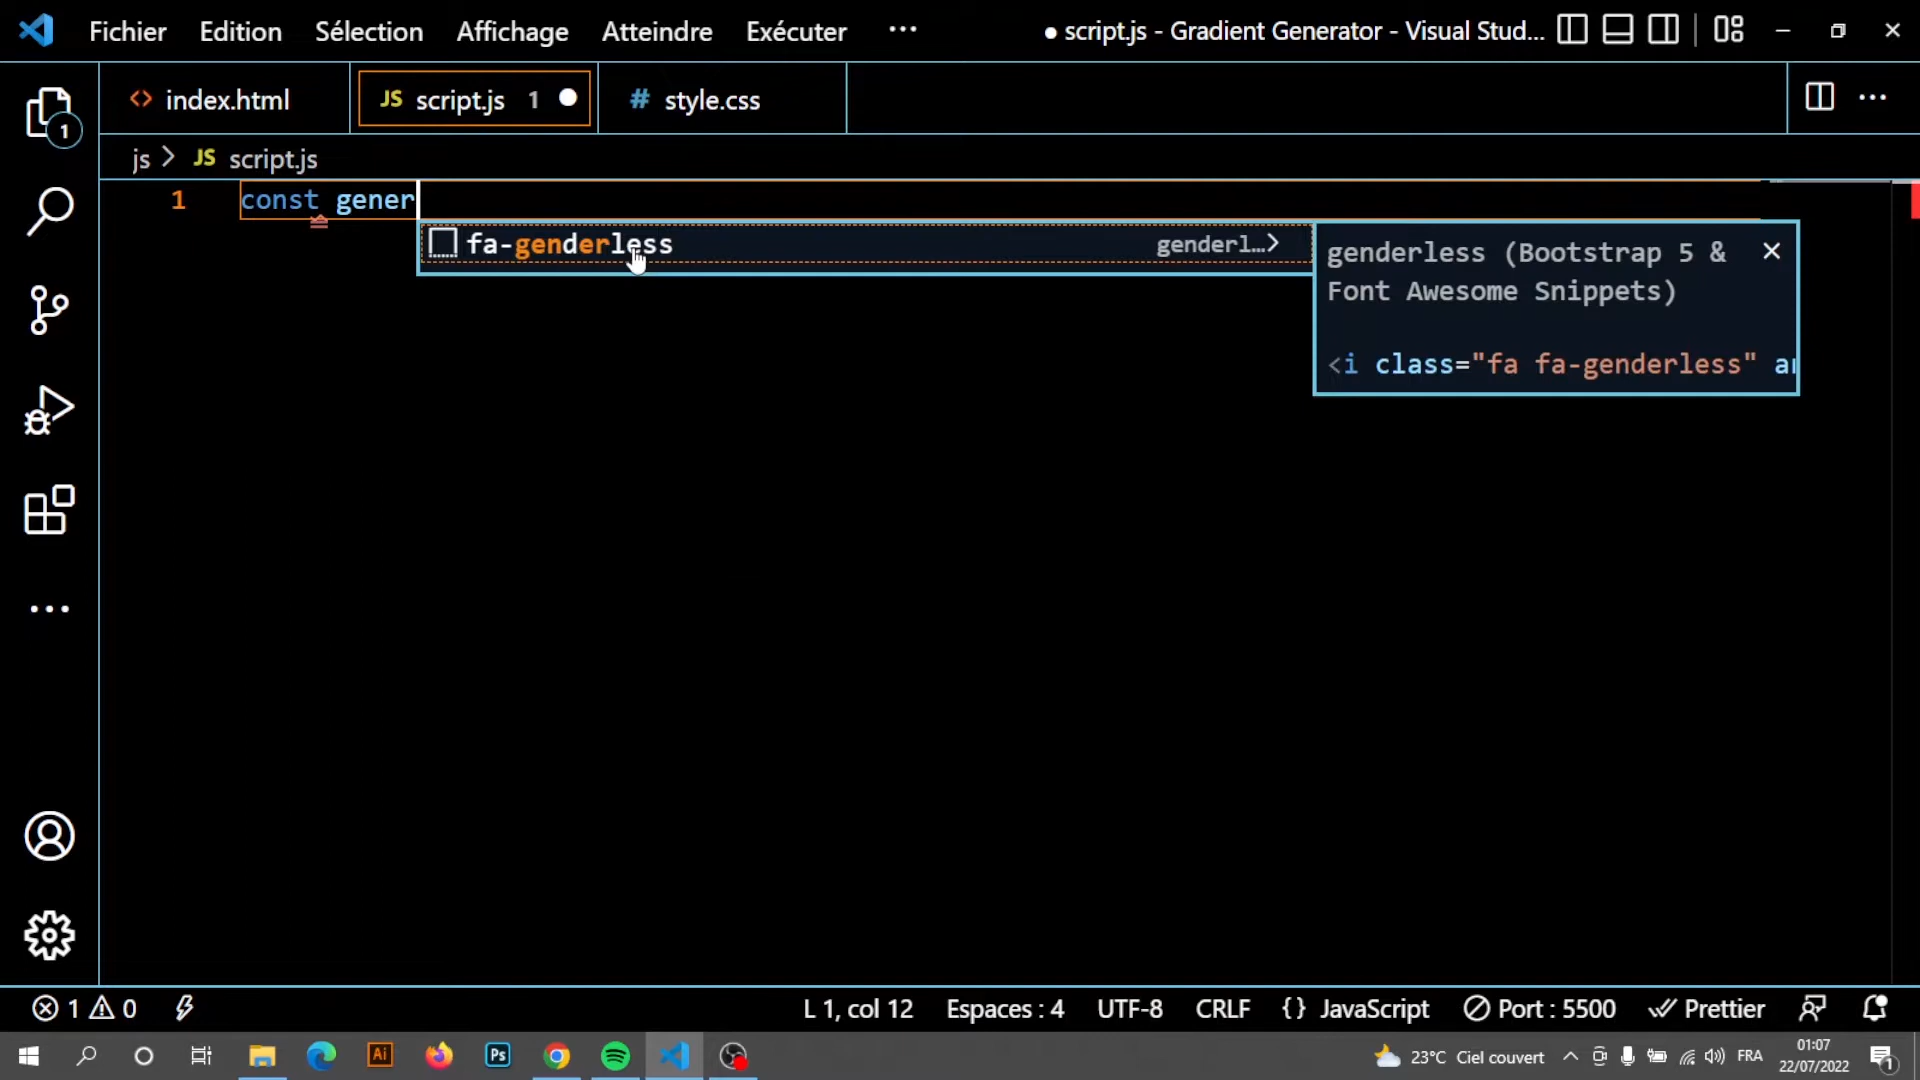 Fichier Edition Sélection Affichage Atteindre Exécuter ··· ● script.js - Gradient Generator - Visual Stud...
<> index.html JS script.js 1 # style.css
js > JS script.js
1 const gener
fa-genderless genderl...>
genderless (Bootstrap 5 &
Font Awesome Snippets)
<i class="fa fa-genderless" a
1
1 0 L 1, col 12 Espaces : 4 UTF-8 CRLF {} JavaScript Port : 5500 Prettier
Ai Ps 23°C Ciel couvert FRA 01:07
22/07/2022 1